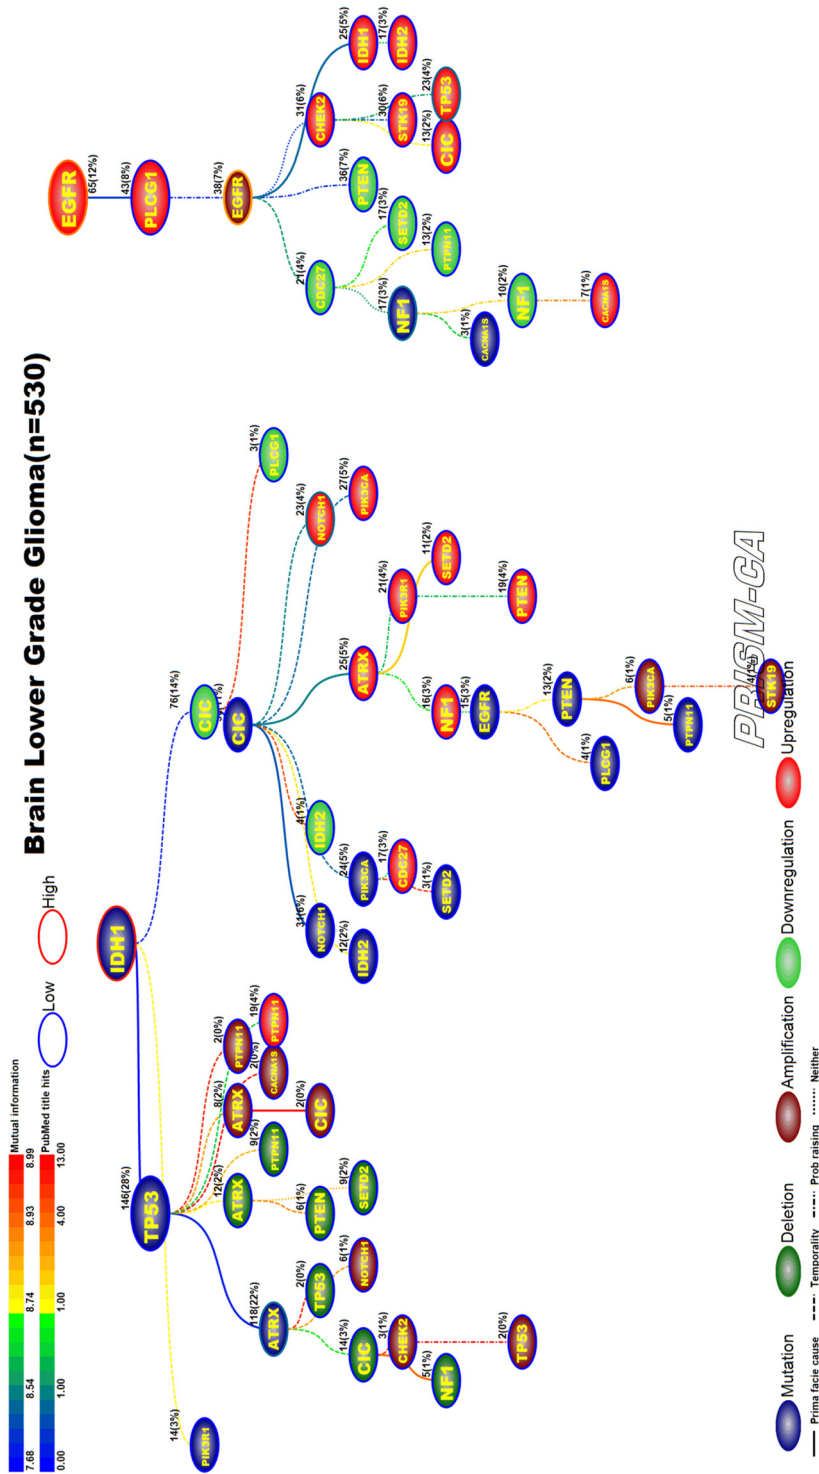 Brain Lower Grade Glioma(n=530)
Mutual information
7.68 8.54 8.74 8.93 8.99
PubMed title hits
0.00 1.00 1.00 4.00 13.00
Low
High
IDH1
146(28%)
TP53
14(3%)
PIK3R1
118(22%)
ATRX
12(2%)
ATRX
9(2%)
PTPN11
8(2%)
ATRX
2(0%)
CACNA1S
2(0%)
PTPN11
19(4%)
PTPN11
2(0%)
CIC
6(1%)
PTEN
9(2%)
SETD2
2(0%)
TP53
6(1%)
NOTCH1
14(3%)
CIC
3(1%)
CHEK2
5(1%)
NF1
2(0%)
TP53
76(14%)
CIC
CIC
3(1%)
PLCG1
31(6%)
NOTCH1
12(2%)
IDH2
4(1%)
IDH2
24(5%)
PIK3CA
17(3%)
CDC27
3(1%)
SETD2
23(4%)
NOTCH1
27(5%)
PIK3CA
25(5%)
ATRX
21(4%)
PIK3R1
11(2%)
SETD2
19(4%)
PTEN
16(3%)
NF1
15(3%)
EGFR
4(1%)
PLCG1
13(2%)
PTEN
5(1%)
PTPN11
6(1%)
PIK3CA
STK19
EGFR
65(12%)
43(8%)
PLCG1
38(7%)
EGFR
21(4%)
CDC27
36(7%)
PTEN
31(6%)
CHEK2
25(5%)
IDH1
17(3%)
IDH2
30(6%)
STK19
23(4%)
TP53
13(2%)
CIC
17(3%)
SETD2
13(2%)
PTPN11
17(3%)
NF1
3(1%)
CACNA1S
10(2%)
NF1
7(1%)
CACNA1S
PRISM-CA
Mutation
Deletion
Amplification
Downregulation
Upregulation
Prima facie cause
Temporality
Prob raising
Neither